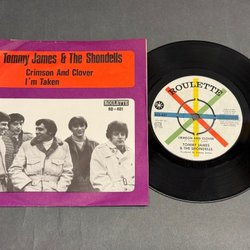 Tommy James & The Shondells
Crimson And Clover
I'm Taken
ROULETTE
RO-401
ROULETTE
CRIMSON AND CLOVER
TOMMY JAMES
& THE SHONDELLS